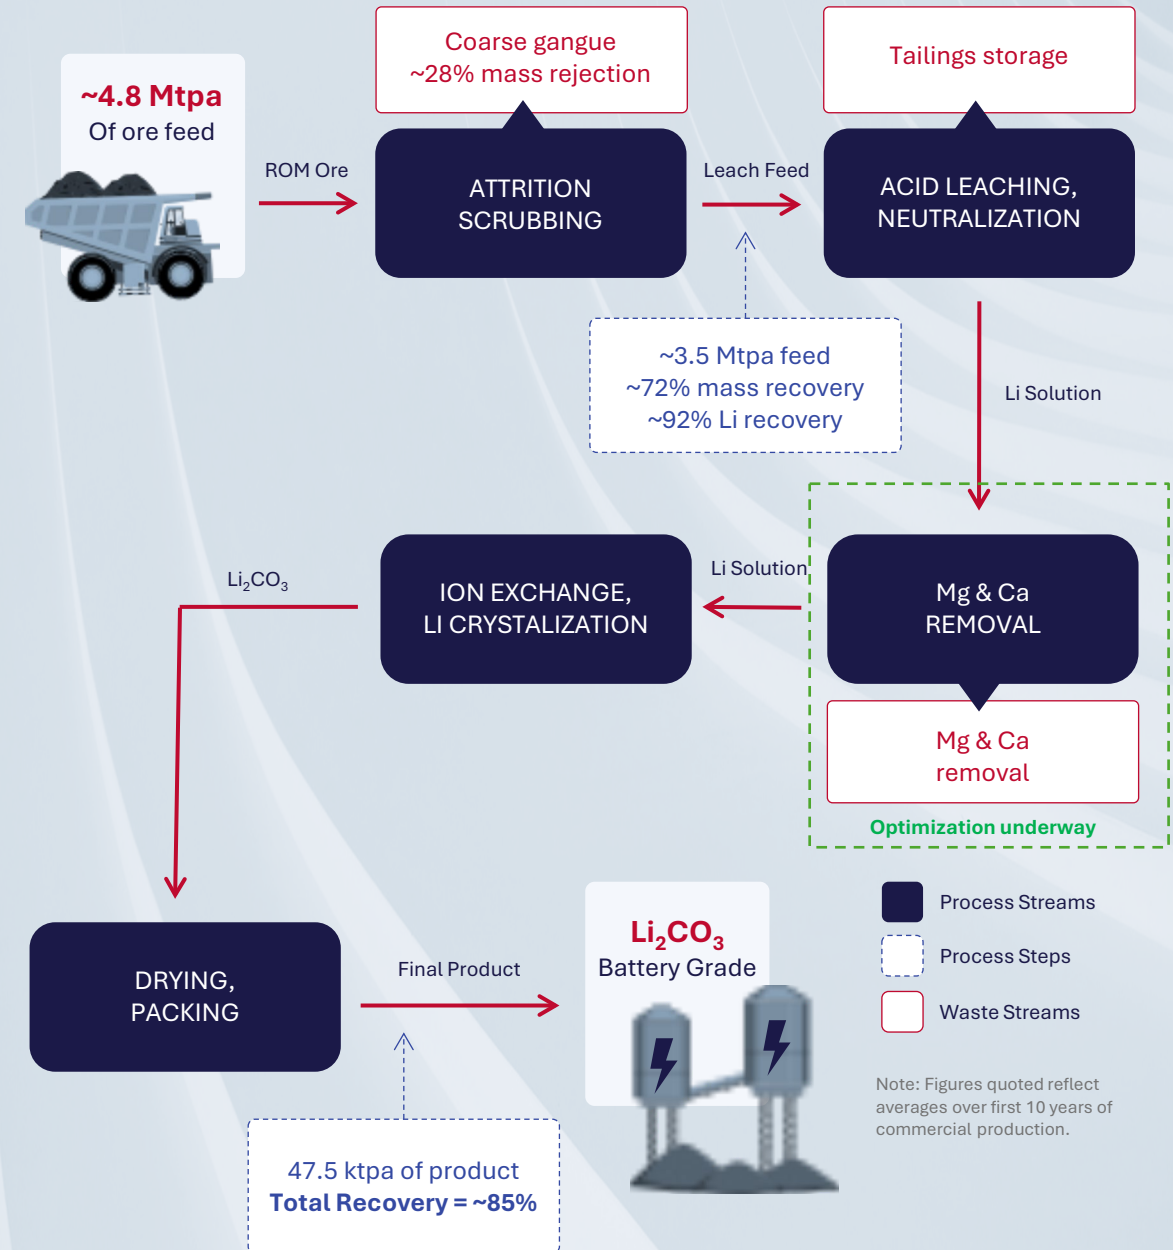 ~4.8 Mtpa
Of ore feed
ROM Ore
Coarse gangue
~28% mass rejection
ATTRITION
SCRUBBING
Leach Feed
Tailings storage
ACID LEACHING,
NEUTRALIZATION
~3.5 Mtpa feed
~72% mass recovery
~92% Li recovery
Li Solution
Mg & Ca
REMOVAL
Mg & Ca
removal
Optimization underway
Li Solution
ION EXCHANGE,
LI CRYSTALIZATION
Li₂CO₃
DRYING,
PACKING
Final Product
47.5 ktpa of product
Total Recovery = ~85%
Li₂CO₃
Battery Grade
Process Streams
Process Steps
Waste Streams
Note: Figures quoted reflect
averages over first 10 years of
commercial production.